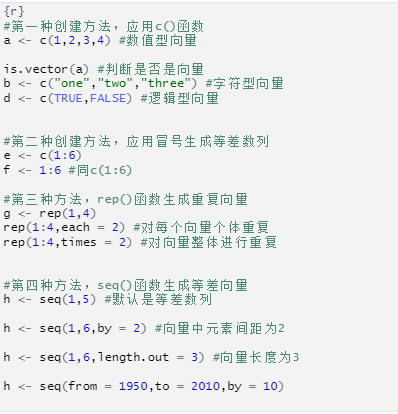 {r}
#第一种创建方法，应用c()函数
a <- c(1,2,3,4) #数值型向量
is.vector(a) #判断是否是向量
b <- c("one","two","three") #字符型向量
d <- c(TRUE,FALSE) #逻辑型向量
#第二种创建方法，应用冒号生成等差数列
e <- c(1:6)
f <- 1:6 #同c(1:6)
#第三种方法，rep()函数生成重复向量
g <- rep(1,4)
rep(1:4,each = 2) #对每个向量个体重复
rep(1:4,times = 2) #对向量整体进行重复
#第四种方法，seq()函数生成等差向量
h <- seq(1,5) #默认是等差数列
h <- seq(1,6,by = 2) #向量中元素间距为2
h <- seq(1,6,length.out = 3) #向量长度为3
h <- seq(from = 1950,to = 2010,by = 10)